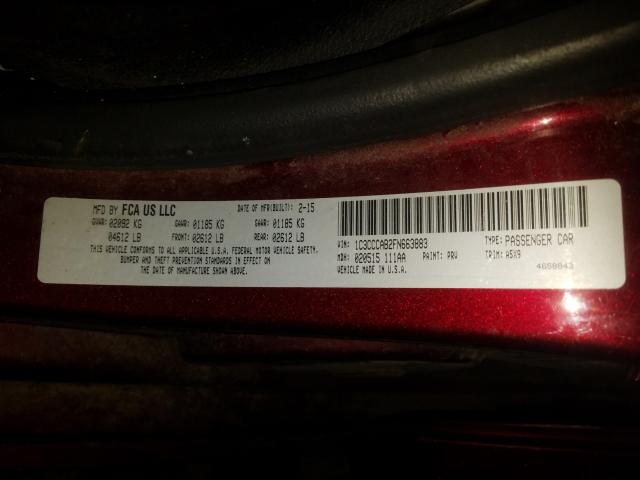 MFD BY FCA US LLC
DATE OF MFR(BUILT): 2-15
GVWR: 02092 KG
GAWR: 01185 KG
GAWR: 01185 KG
04612 LB
FRONT: 02612 LB
REAR: 02612 LB
THIS VEHICLE CONFORMS TO ALL APPLICABLE U.S.A. FEDERAL MOTOR VEHICLE SAFETY,
BUMPER AND THEFT PREVENTION STANDARDS IN EFFECT ON
THE DATE OF MANUFACTURE SHOWN ABOVE.
VIN: 1C3CCCAB2FN663883
TYPE: PASSENGER CAR
MDH: 020515 111AA
PAINT: PRV
TRIM: A5X9
VEHICLE MADE IN U.S.A.
4658843